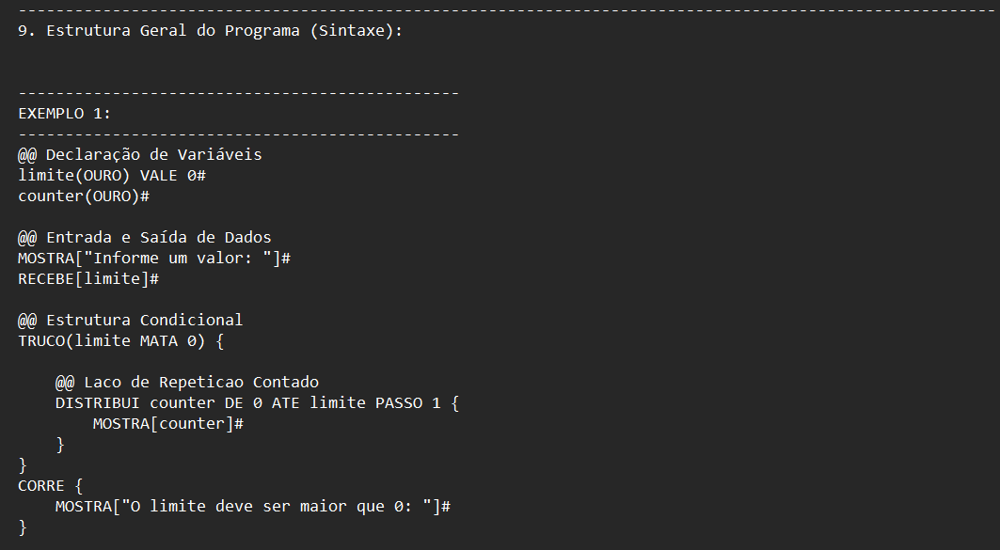 --------------------------------------------------------------------------------------------------------
9. Estrutura Geral do Programa (Sintaxe):
-----------------------------------------------
EXEMPLO 1:
-----------------------------------------------
@@ Declaração de Variáveis
limite(OURO) VALE 0#
counter(OURO)#
@@ Entrada e Saída de Dados
MOSTRA["Informe um valor: "]#
RECEBE[limite]#
@@ Estrutura Condicional
TRUCO(limite MATA 0) {
    @@ Laco de Repeticao Contado
    DISTRIBUI counter DE 0 ATE limite PASSO 1 {
        MOSTRA[counter]#
    }
}
CORRE {
    MOSTRA["O limite deve ser maior que 0: "]#
}